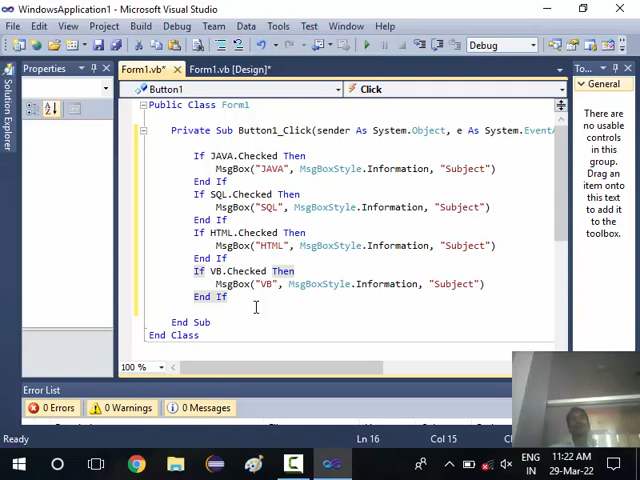 WindowsApplication1 - Microsoft Visual Studio
File Edit View Project Build Debug Team Data Tools Test Window Help
Debug
Solution Explorer
Properties
Form1.vb* Form1.vb [Design]*
Button1 Click
Public Class Form1
Private Sub Button1_Click(sender As System.Object, e As System.EventA
If JAVA.Checked Then
MsgBox("JAVA", MsgBoxStyle.Information, "Subject")
End If
If SQL.Checked Then
MsgBox("SQL", MsgBoxStyle.Information, "Subject")
End If
If HTML.Checked Then
MsgBox("HTML", MsgBoxStyle.Information, "Subject")
End If
If VB.Checked Then
MsgBox("VB", MsgBoxStyle.Information, "Subject")
End If
End Sub
End Class
100 %
To...
General
There are
no usable
controls in
this group.
Drag an
item onto
this text to
add it to
the
toolbox.
Error List
0 Errors 0 Warnings 0 Messages
Ready Ln 16 Col 15
ENG
IN
11:22 AM
29-Mar-22